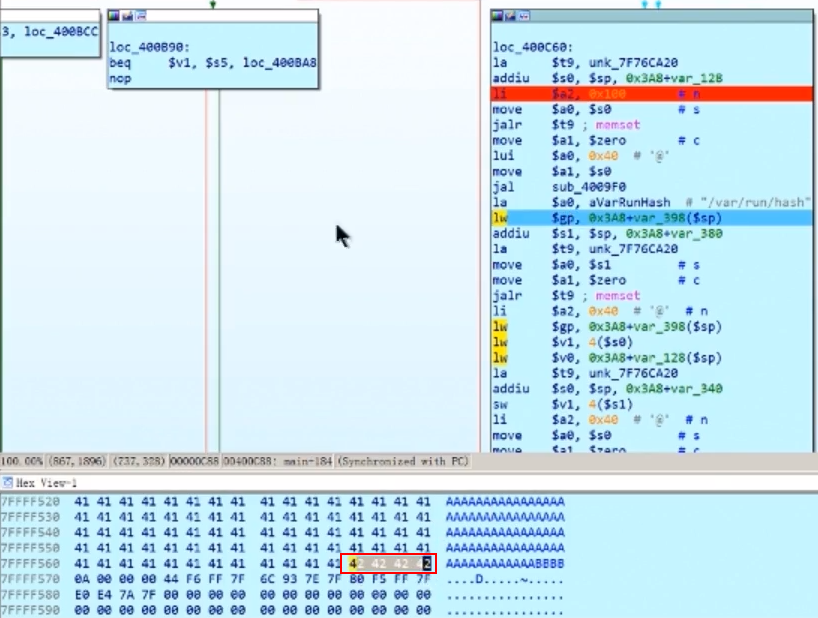 3, loc_400BCC
loc_400B90:
beq $v1, $s5, loc_400BA8
nop
loc_400C60:
la $t9, unk_7F76CA20
addiu $s0, $sp, 0x3A8+var_128
li $a2, 0x100 # n
move $a0, $s0 # s
jalr $t9 ; memset
move $a1, $zero # c
lui $a0, 0x40 # '@'
move $a1, $s0
jal sub_4009F0
la $a0, aVarRunHash # "/var/run/hash"
lw $gp, 0x3A8+var_398($sp)
addiu $s1, $sp, 0x3A8+var_380
la $t9, unk_7F76CA20
move $a0, $s1 # s
move $a1, $zero # c
jalr $t9 ; memset
li $a2, 0x40 # '@' # n
lw $gp, 0x3A8+var_398($sp)
lw $v1, 4($s0)
lw $v0, 0x3A8+var_128($sp)
la $t9, unk_7F76CA20
addiu $s0, $sp, 0x3A8+var_340
sw $v1, 4($s1)
li $a2, 0x40 # '@' # n
move $a0, $s0 # s
move $a1, $zero # c
100.00% (867,1896) (737,328) 00000C88 00400C88: main+184 (Synchronized with PC)
Hex View-1
7FFFF520 41 41 41 41 41 41 41 41 41 41 41 41 41 41 41 41 AAAAAAAAAAAAAAAA
7FFFF530 41 41 41 41 41 41 41 41 41 41 41 41 41 41 41 41 AAAAAAAAAAAAAAAA
7FFFF540 41 41 41 41 41 41 41 41 41 41 41 41 41 41 41 41 AAAAAAAAAAAAAAAA
7FFFF550 41 41 41 41 41 41 41 41 41 41 41 41 41 41 41 41 AAAAAAAAAAAAAAAA
7FFFF560 41 41 41 41 41 41 41 41 41 41 41 41 42 42 42 42 AAAAAAAAAAAABBBB
7FFFF570 0A 00 00 00 44 F6 FF 7F 6C 93 7E 7F 80 F5 FF 7F ....D.....~.....
7FFFF580 E0 E4 7A 7F 00 00 00 00 00 00 00 00 00 00 00 00 ................
7FFFF590 00 00 00 00 00 00 00 00 00 00 00 00 00 00 00 00 ................